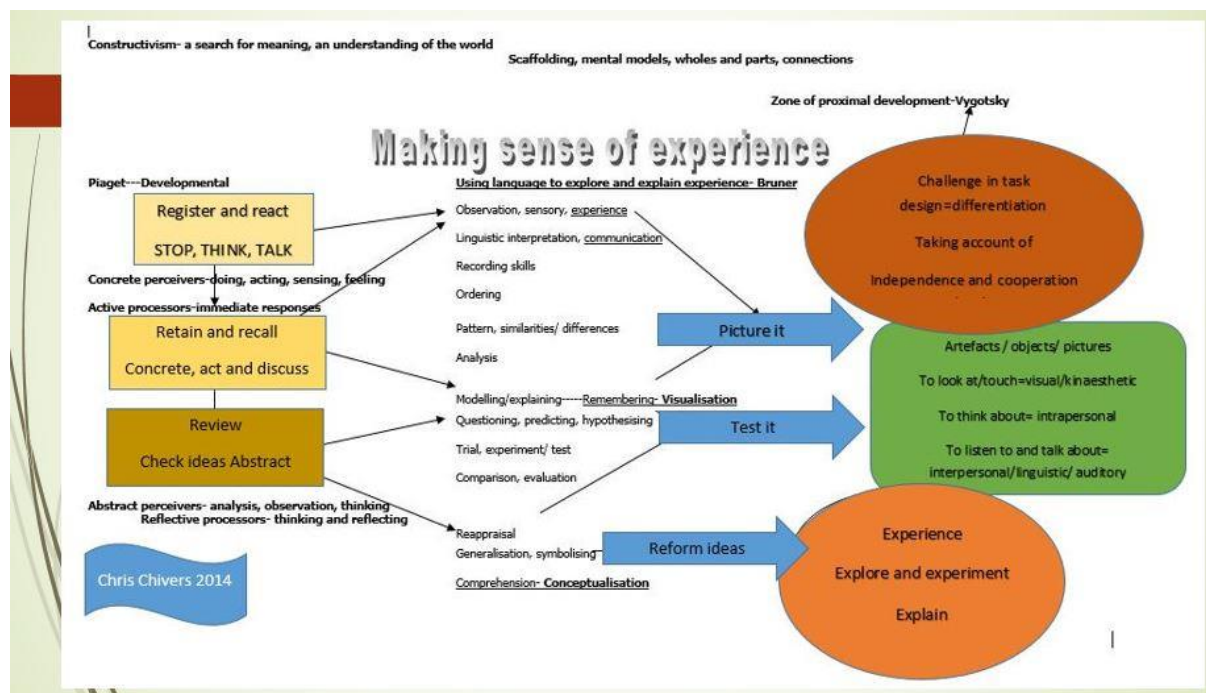 Constructivism- a search for meaning, an understanding of the world
Scaffolding, mental models, wholes and parts, connections
Zone of proximal development-Vygotsky
Making sense of experience
Piaget---Developmental
Register and react
STOP, THINK, TALK
Concrete perceivers-doing, acting, sensing, feeling
Active processors-immediate responses
Retain and recall
Concrete, act and discuss
Review
Check ideas Abstract
Abstract perceivers- analysis, observation, thinking
Reflective processors- thinking and reflecting
Chris Chivers 2014
Using language to explore and explain experience- Bruner
Observation, sensory, experience
Linguistic interpretation, communication
Recording skills
Ordering
Pattern, similarities/ differences
Analysis
Modelling/explaining-----Remembering- Visualisation
Questioning, predicting, hypothesising
Trial, experiment/ test
Comparison, evaluation
Reappraisal
Generalisation, symbolising
Comprehension- Conceptualisation
Picture it
Test it
Reform ideas
Challenge in task
design=differentiation
Taking account of
Independence and cooperation
Artefacts / objects/ pictures
To look at/touch=visual/kinaesthetic
To think about= intrapersonal
To listen to and talk about=
interpersonal/linguistic/ auditory
Experience
Explore and experiment
Explain